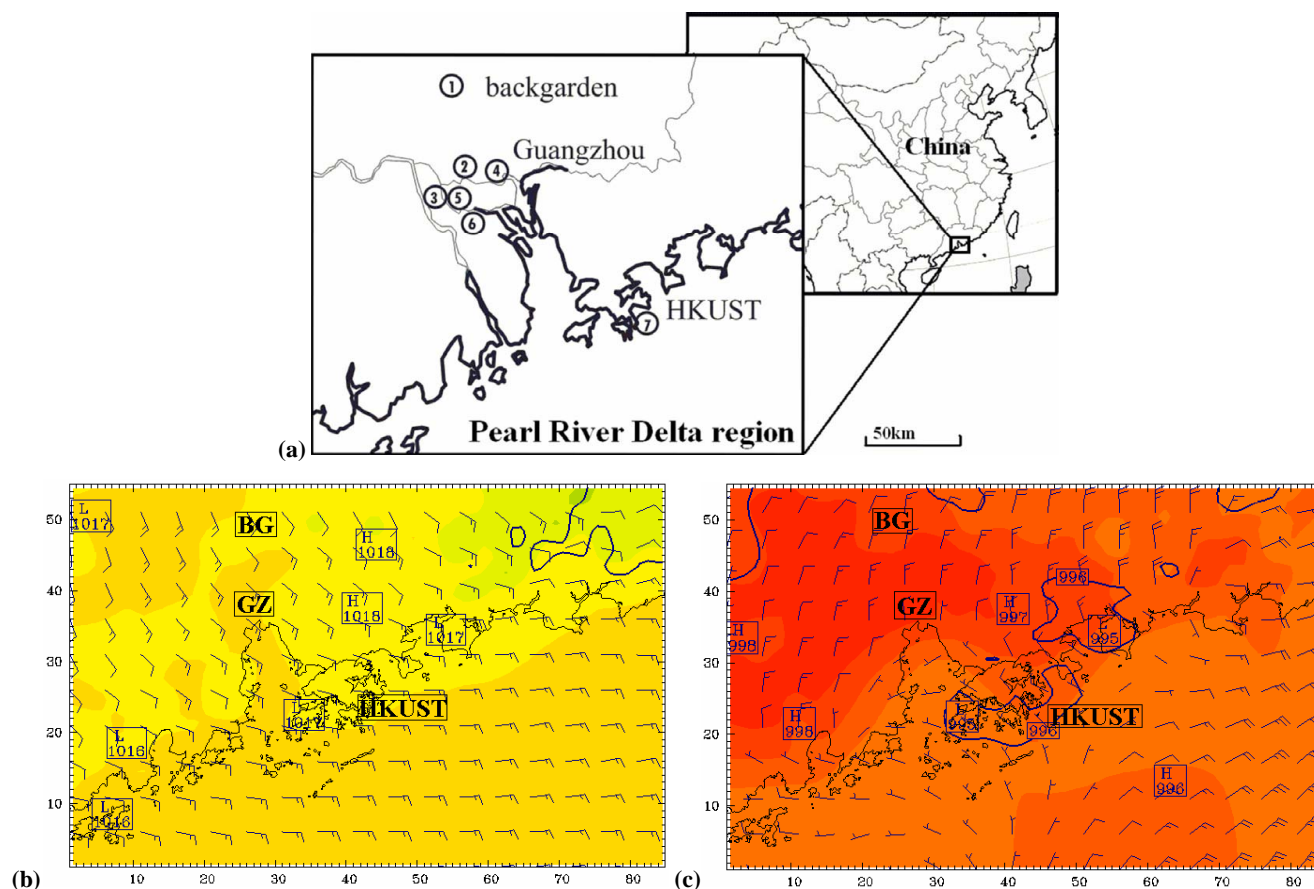 ① backgarden
China
Guangzhou
② ④
③ ⑤
⑥
HKUST
⑦
Pearl River Delta region
50km
(a)
L
1017
BG
H
1018
GZ
H
1018
L
1017
HKUST
L
L
1016
L
1016
50
40
30
20
10
10 20 30 40 50 60 70 80
(b)
BG
996
GZ
H
997
H
998
995
HKUST
H
998
996
H
996
50
40
30
20
10
10 20 30 40 50 60 70 80
(c)